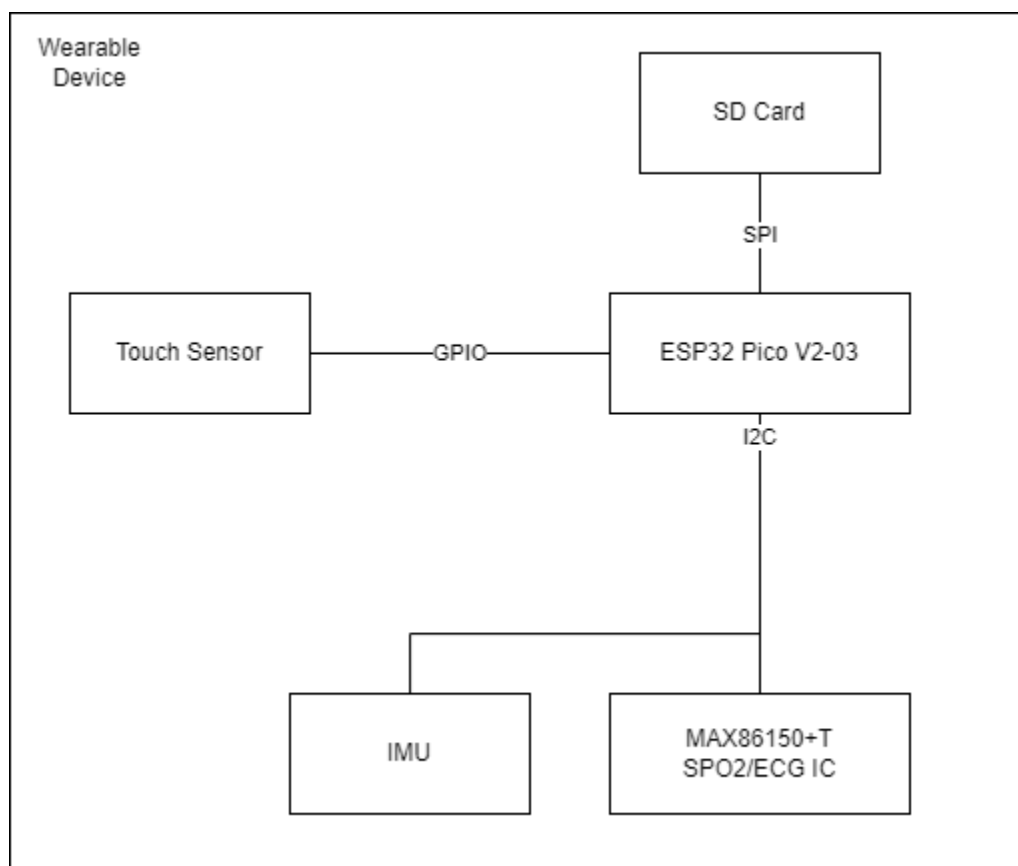 Wearable
Device
SD Card
SPI
Touch Sensor
GPIO
ESP32 Pico V2-03
I2C
IMU
MAX86150+T
SPO2/ECG IC